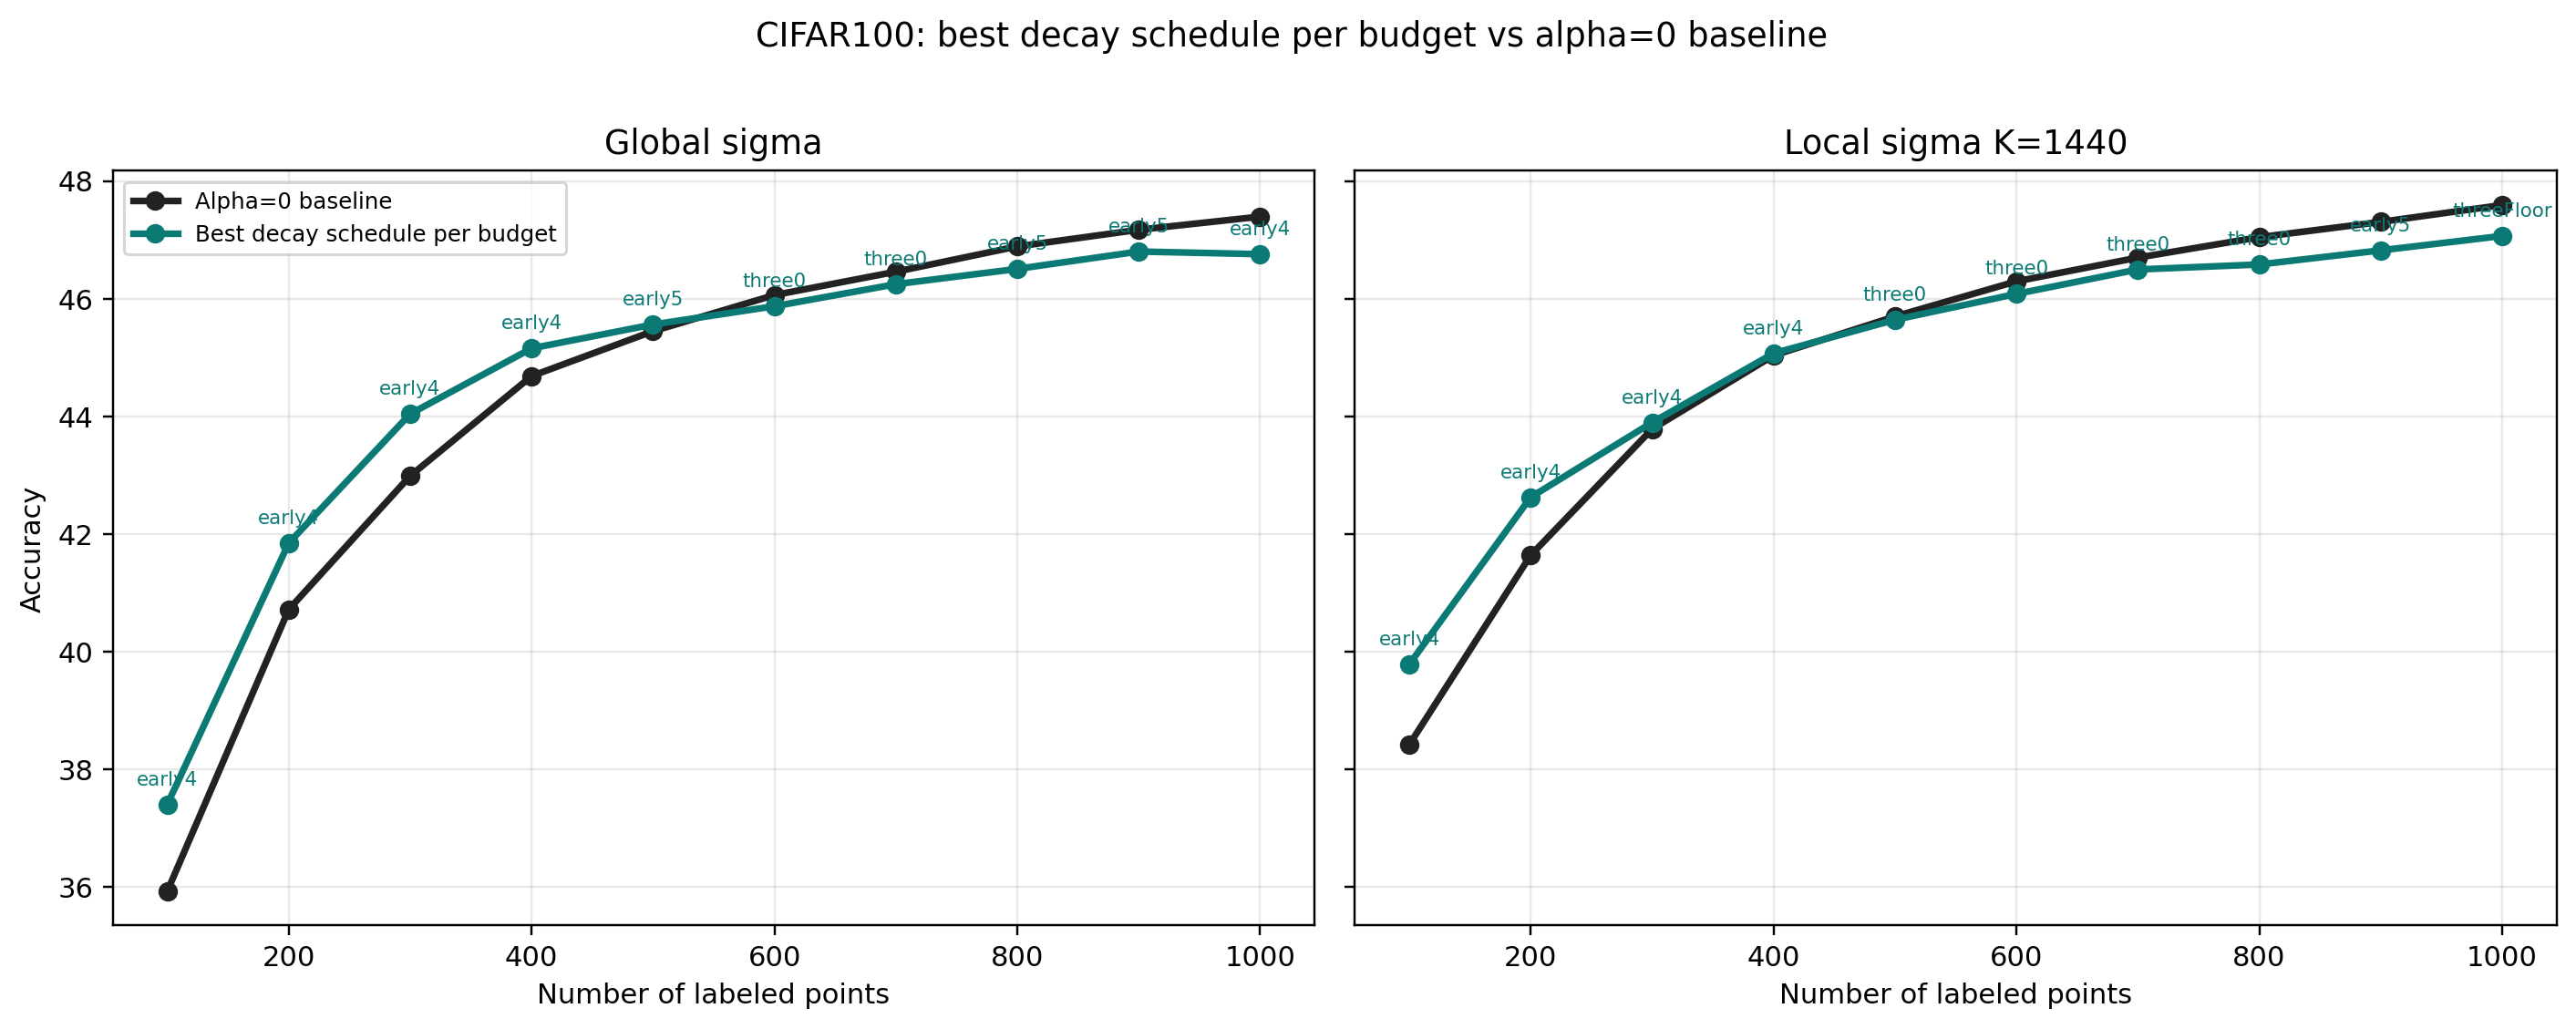 CIFAR100: best decay schedule per budget vs alpha=0 baseline
Global sigma
Alpha=0 baseline
Best decay schedule per budget
48
46
44
42
40
38
36
Accuracy
early4
early4
early4
early4
early5
three0
three0
early5
early5
early4
200
400
600
800
1000
Number of labeled points
Local sigma K=1440
early4
early4
early4
early4
three0
three0
three0
three0
early5
threeFloor
200
400
600
800
1000
Number of labeled points